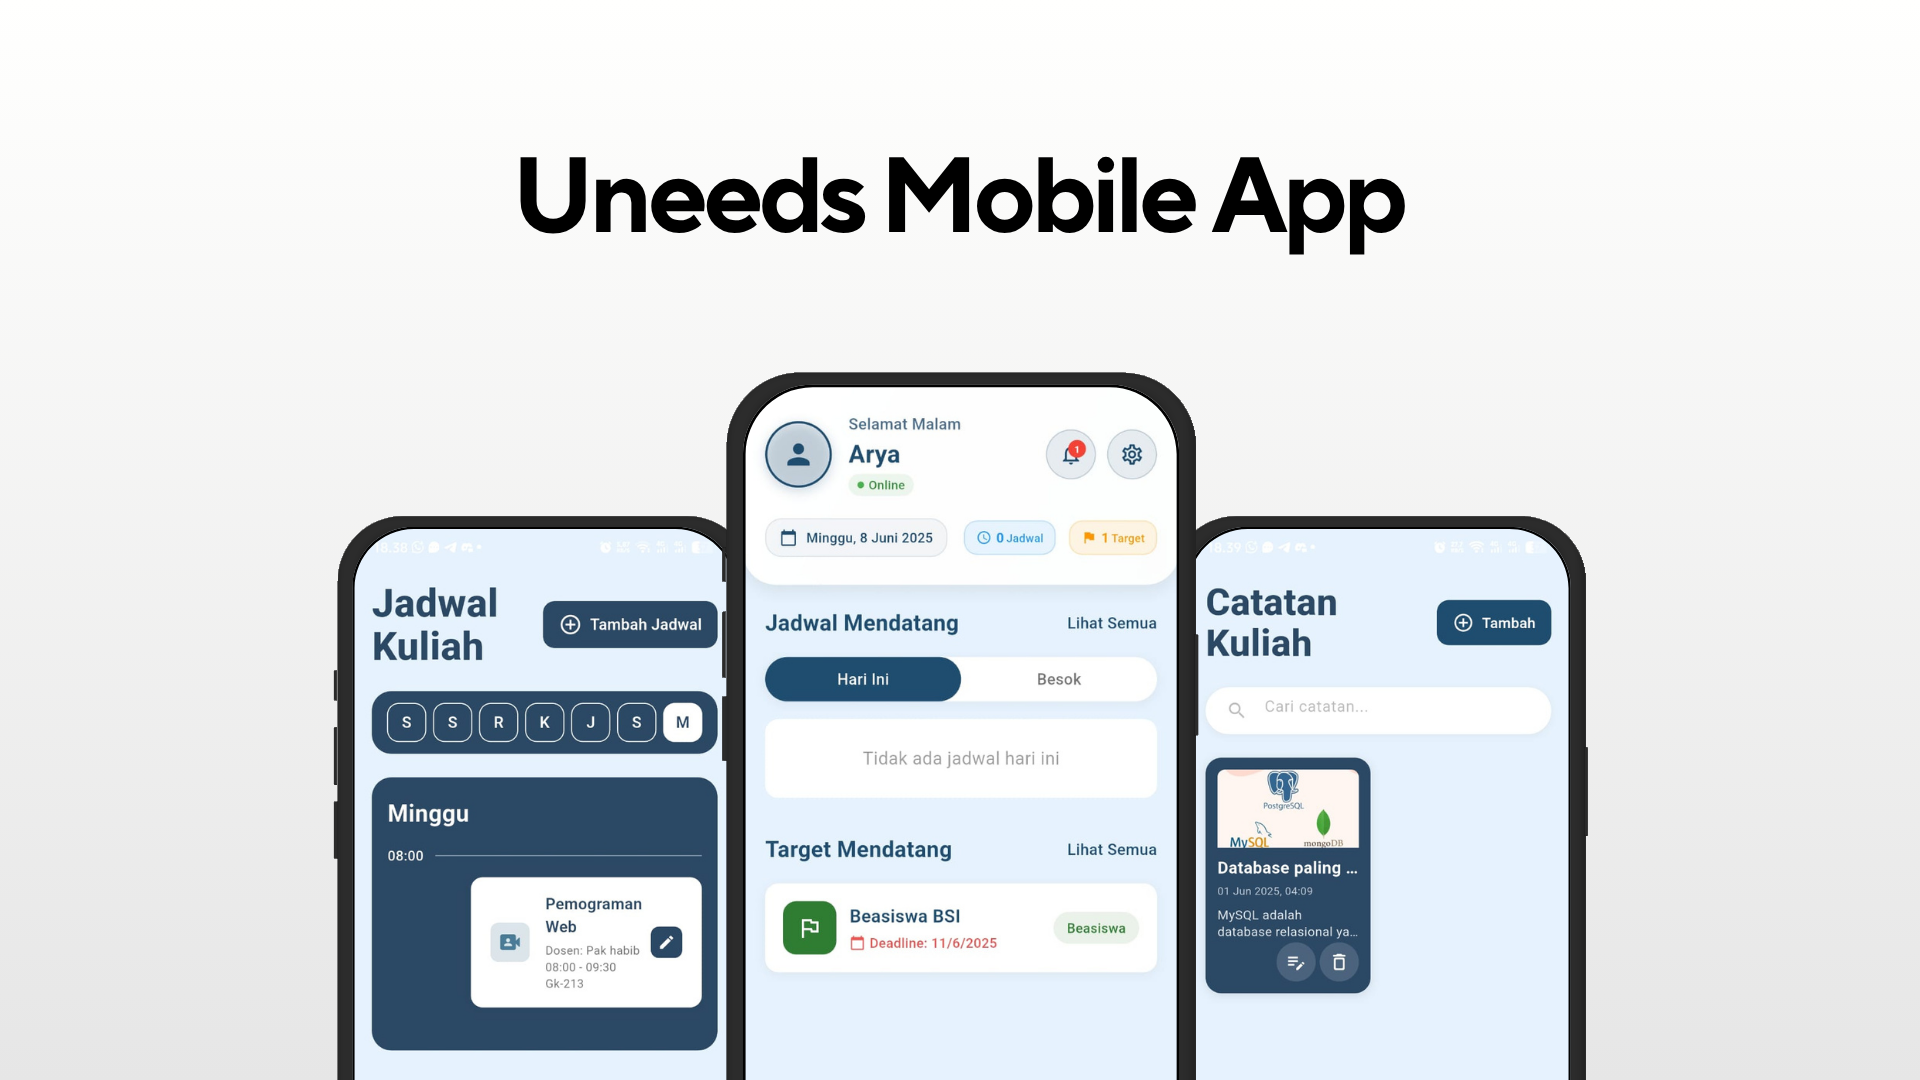 Uneeds Mobile App
18.38
Jadwal
Kuliah
Tambah Jadwal
S S R K J S M
Minggu
08:00
Pemograman
Web
Dosen: Pak habib
08:00 - 09:30
Gk-213
Selamat Malam
Arya
Online
1
Minggu, 8 Juni 2025
0 Jadwal
1 Target
Jadwal Mendatang
Lihat Semua
Hari Ini
Besok
Tidak ada jadwal hari ini
Target Mendatang
Lihat Semua
Beasiswa BSI
Deadline: 11/6/2025
Beasiswa
18.39
Catatan
Kuliah
Tambah
Cari catatan...
PostgreSQL
MySQL
mongoDB
Database paling ...
01 Jun 2025, 04:09
MySQL adalah
database relasional ya...